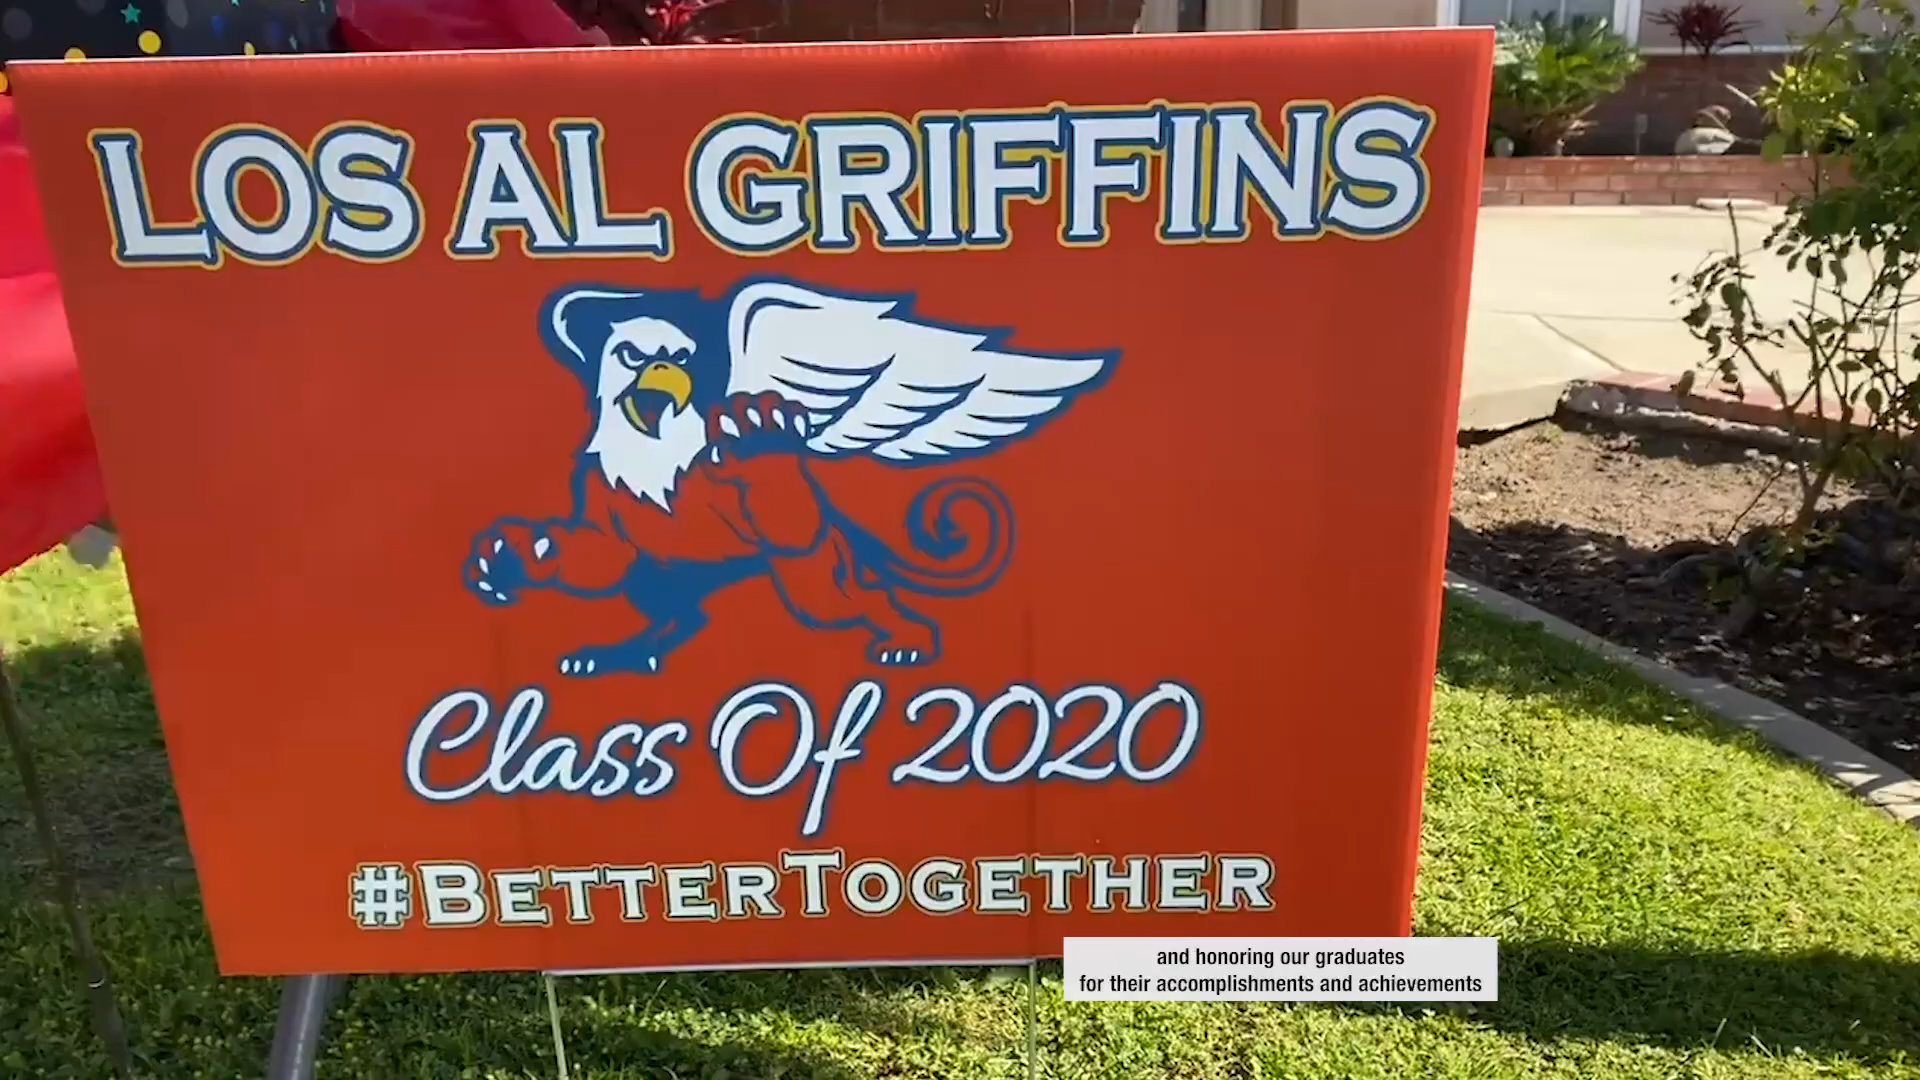 LOS AL GRIFFINS
Class Of 2020
#BETTERTOGETHER
and honoring our graduates
for their accomplishments and achievements